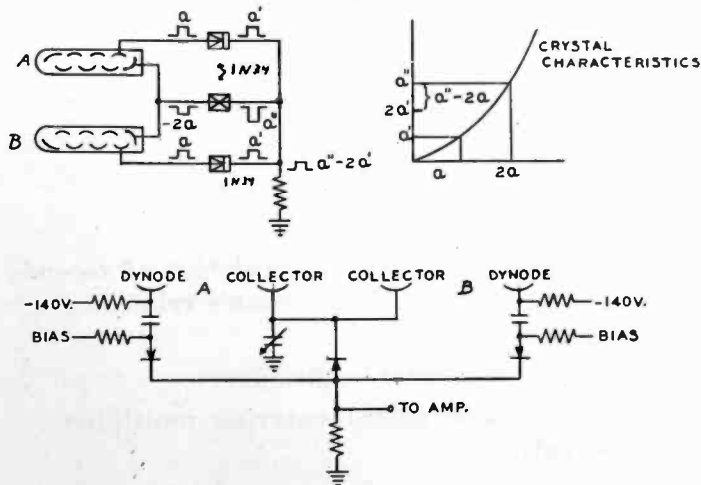 a
a'
A
1N34
-2a
a"
B
a
a'
1N34
a"-2a'
CRYSTAL
CHARACTERISTICS
a"
2a'
a"-2a
a'
a
2a
DYNODE
A
COLLECTOR
COLLECTOR
B
DYNODE
-140V.
-140V.
BIAS
BIAS
TO AMP.